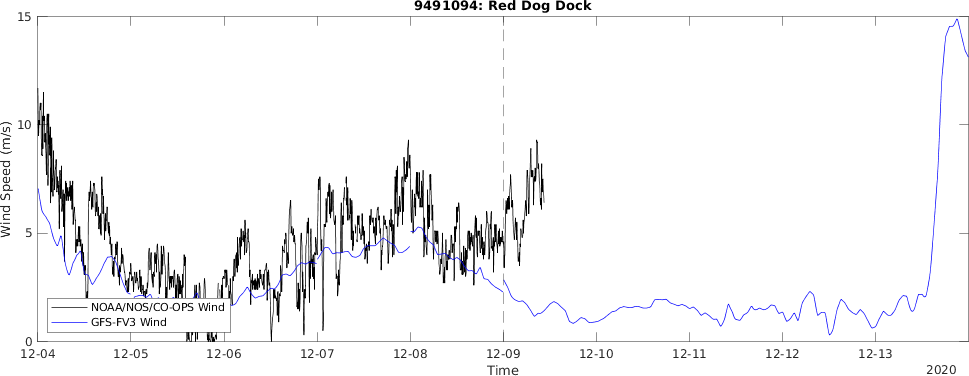 9491094: Red Dog Dock
Wind Speed (m/s)
15
10
5
0
NOAA/NOS/CO-OPS Wind
GFS-FV3 Wind
12-04 12-05 12-06 12-07 12-08 12-09 12-10 12-11 12-12 12-13
Time
2020